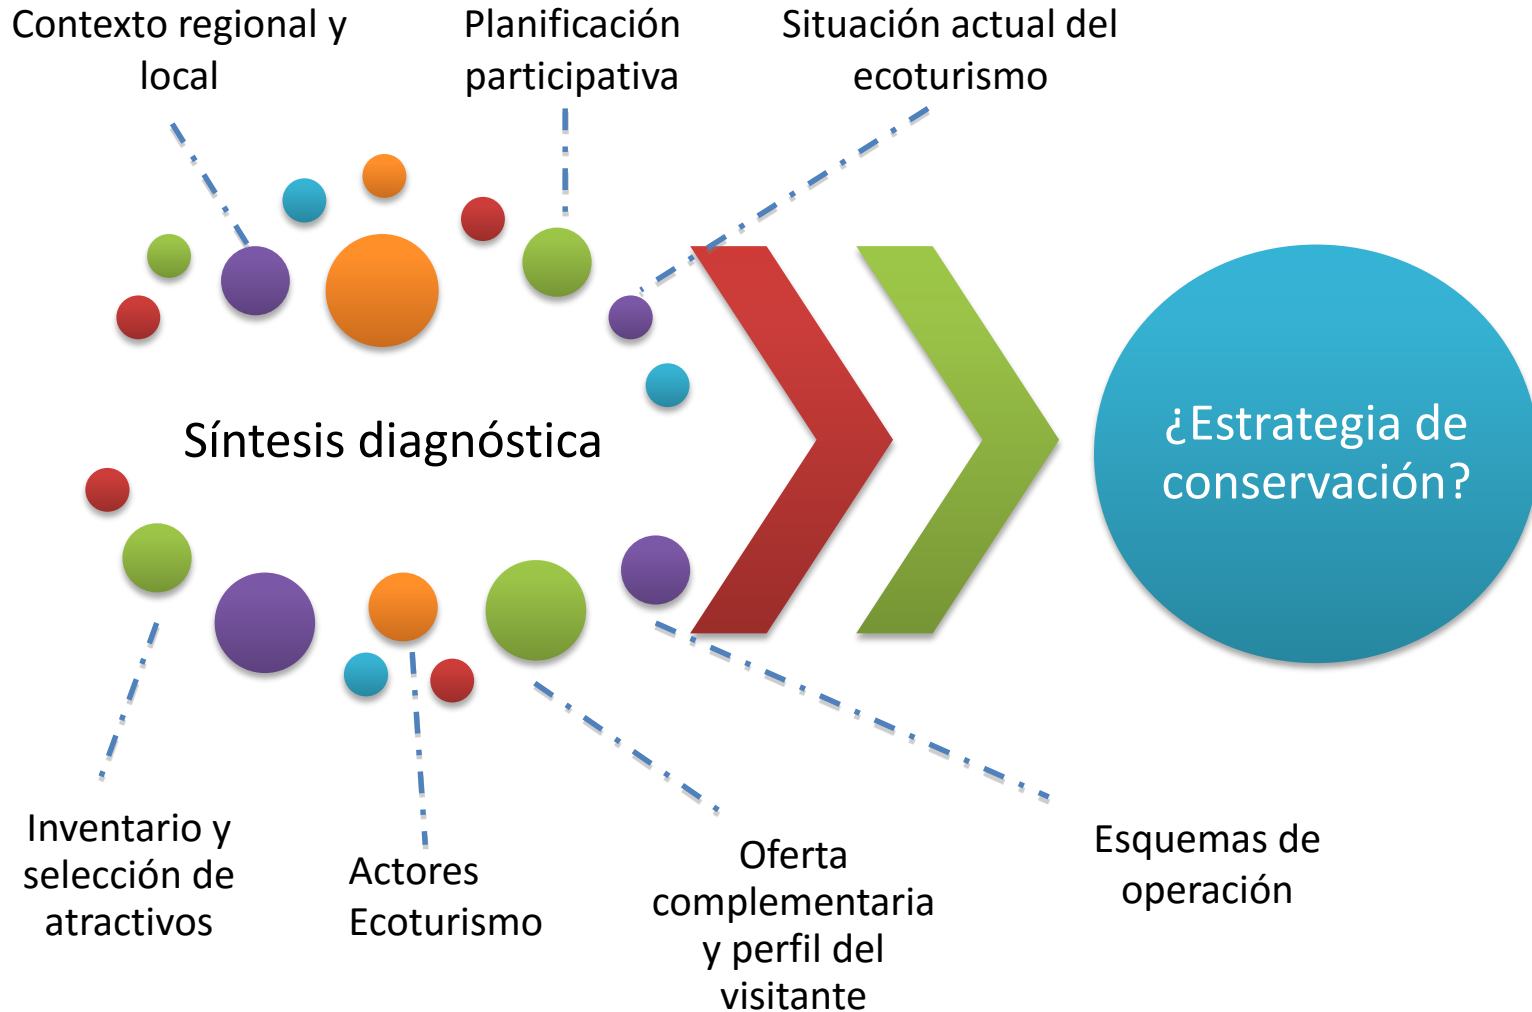 Contexto regional y
local
Planificación
participativa
Situación actual del
ecoturismo
Síntesis diagnóstica
¿Estrategia de
conservación?
Inventario y
selección de
atractivos
Actores
Ecoturismo
Oferta
complementaria
y perfil del
visitante
Esquemas de
operación